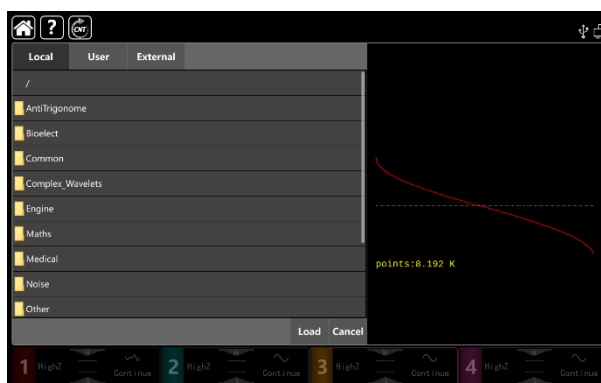 ? CNT
Local User External
/
AntiTrigonome
Bioelect
Common
Complex_Wavelets
Engine
Maths
Medical
points:8.192 K
Noise
Other
Load Cancel
1 HighZ Continue 2 HighZ Continue 3 HighZ Continue 4 HighZ Continue